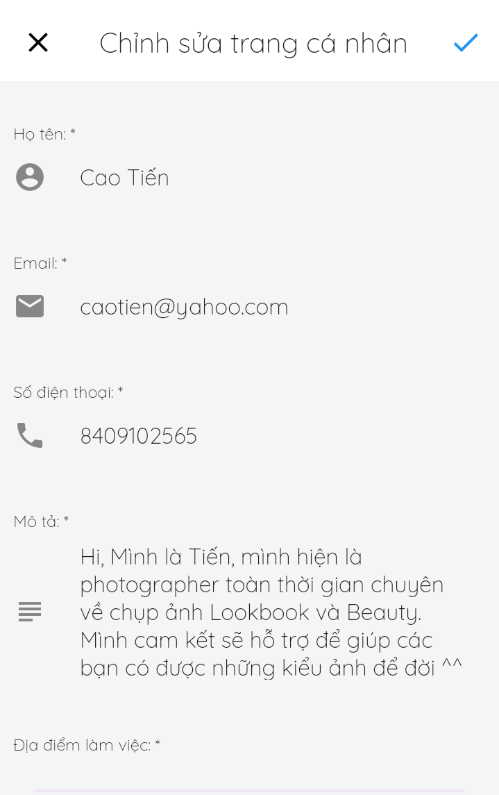 Chỉnh sửa trang cá nhân
Họ tên: *
Cao Tiến
Email: *
caotien@yahoo.com
Số điện thoại: *
8409102565
Mô tả: *
Hi, Mình là Tiến, mình hiện là
photographer toàn thời gian chuyên
về chụp ảnh Lookbook và Beauty.
Mình cam kết sẽ hỗ trợ để giúp các
bạn có được những kiểu ảnh để đời ^^
Địa điểm làm việc: *